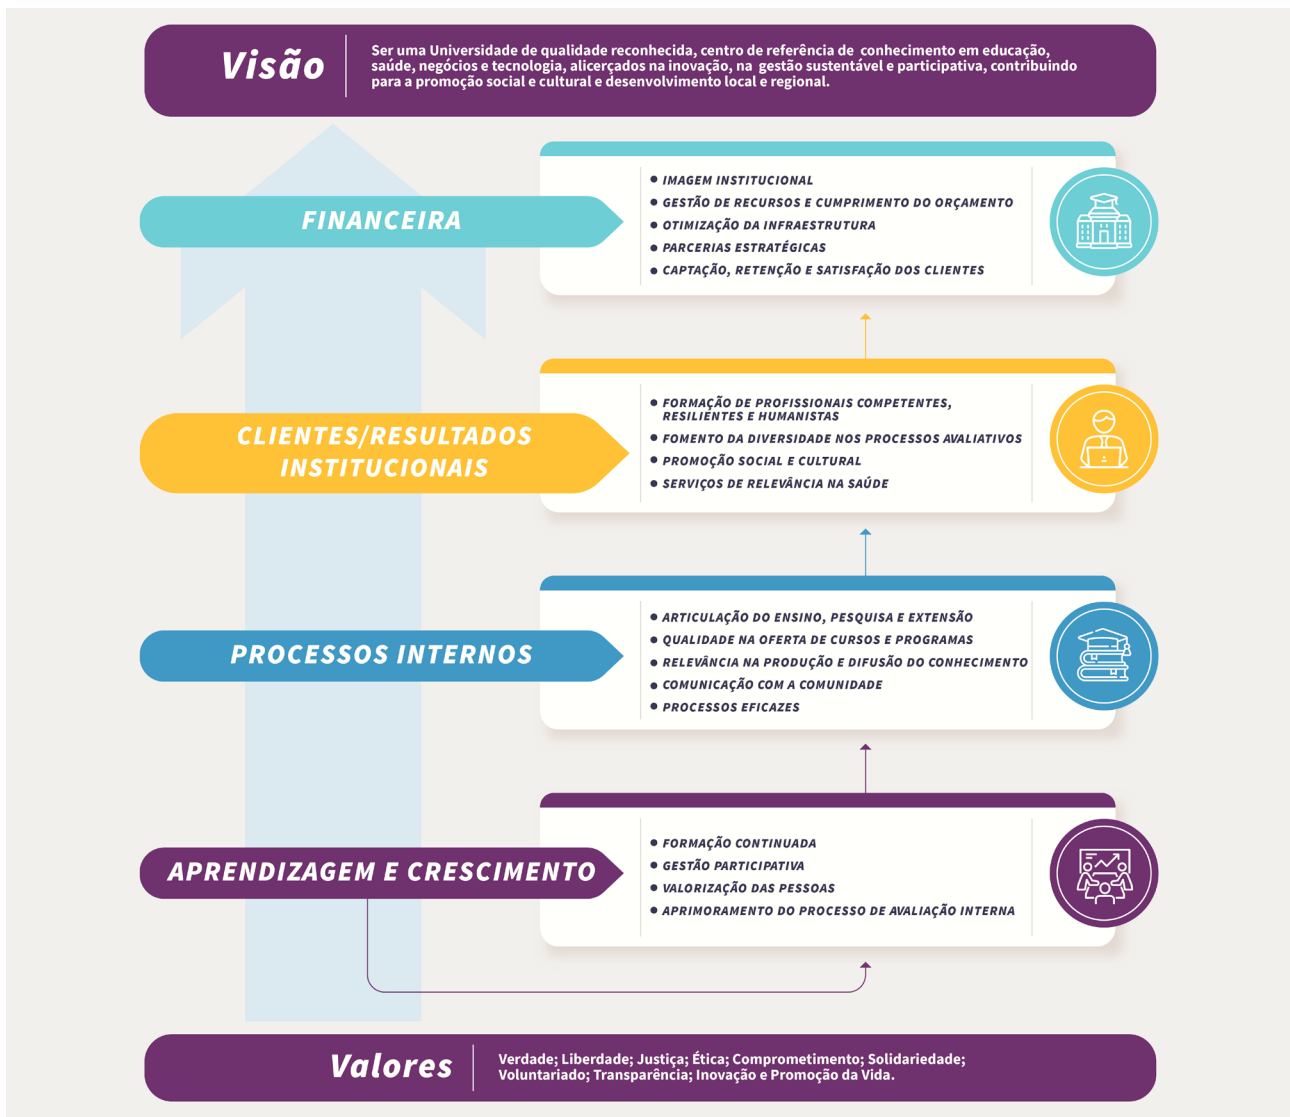 Visão
Ser uma Universidade de qualidade reconhecida, centro de referência de conhecimento em educação,
saúde, negócios e tecnologia, alicerçados na inovação, na gestão sustentável e participativa, contribuindo
para a promoção social e cultural e desenvolvimento local e regional.
FINANCEIRA
IMAGEM INSTITUCIONAL
GESTÃO DE RECURSOS E CUMPRIMENTO DO ORÇAMENTO
OTIMIZAÇÃO DA INFRAESTRUTURA
PARCERIAS ESTRATÉGICAS
CAPTAÇÃO, RETENÇÃO E SATISFAÇÃO DOS CLIENTES
CLIENTES/RESULTADOS
INSTITUCIONAIS
FORMAÇÃO DE PROFISSIONAIS COMPETENTES,
RESILIENTES E HUMANISTAS
FOMENTO DA DIVERSIDADE NOS PROCESSOS AVALIATIVOS
PROMOÇÃO SOCIAL E CULTURAL
SERVIÇOS DE RELEVÂNCIA NA SAÚDE
PROCESSOS INTERNOS
ARTICULAÇÃO DO ENSINO, PESQUISA E EXTENSÃO
QUALIDADE NA OFERTA DE CURSOS E PROGRAMAS
RELEVÂNCIA NA PRODUÇÃO E DIFUSÃO DO CONHECIMENTO
COMUNICAÇÃO COM A COMUNIDADE
PROCESSOS EFICAZES
APRENDIZAGEM E CRESCIMENTO
FORMAÇÃO CONTINUADA
GESTÃO PARTICIPATIVA
VALORIZAÇÃO DAS PESSOAS
APRIMORAMENTO DO PROCESSO DE AVALIAÇÃO INTERNA
Valores
Verdade; Liberdade; Justiça; Ética; Comprometimento; Solidariedade;
Voluntariado; Transparência; Inovação e Promoção da Vida.